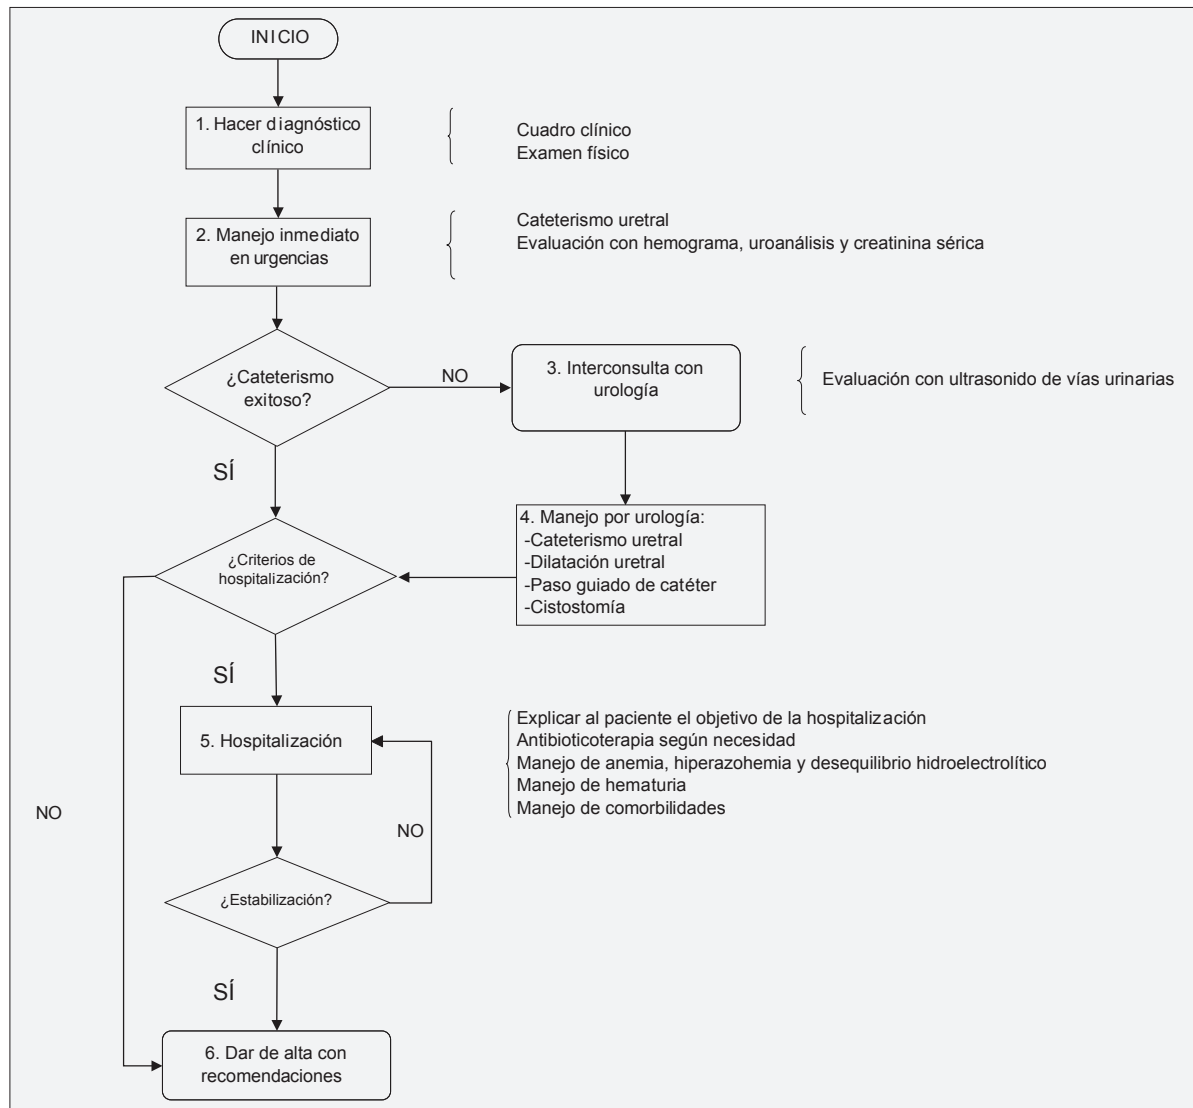 INICIO
1. Hacer diagnóstico
clínico
Cuadro clínico
Examen físico
2. Manejo inmediato
en urgencias
Cateterismo uretral
Evaluación con hemograma, uroanálisis y creatinina sérica
¿Cateterismo
exitoso?
NO
3. Interconsulta con
urología
Evaluación con ultrasonido de vías urinarias
SÍ
4. Manejo por urología:
-Cateterismo uretral
-Dilatación uretral
-Paso guiado de catéter
-Cistostomía
¿Criterios de
hospitalización?
SÍ
5. Hospitalización
Explicar al paciente el objetivo de la hospitalización
Antibioticoterapia según necesidad
Manejo de anemia, hiperazohemia y desequilibrio hidroelectrolítico
Manejo de hematuria
Manejo de comorbilidades
NO
NO
¿Estabilización?
SÍ
6. Dar de alta con
recomendaciones